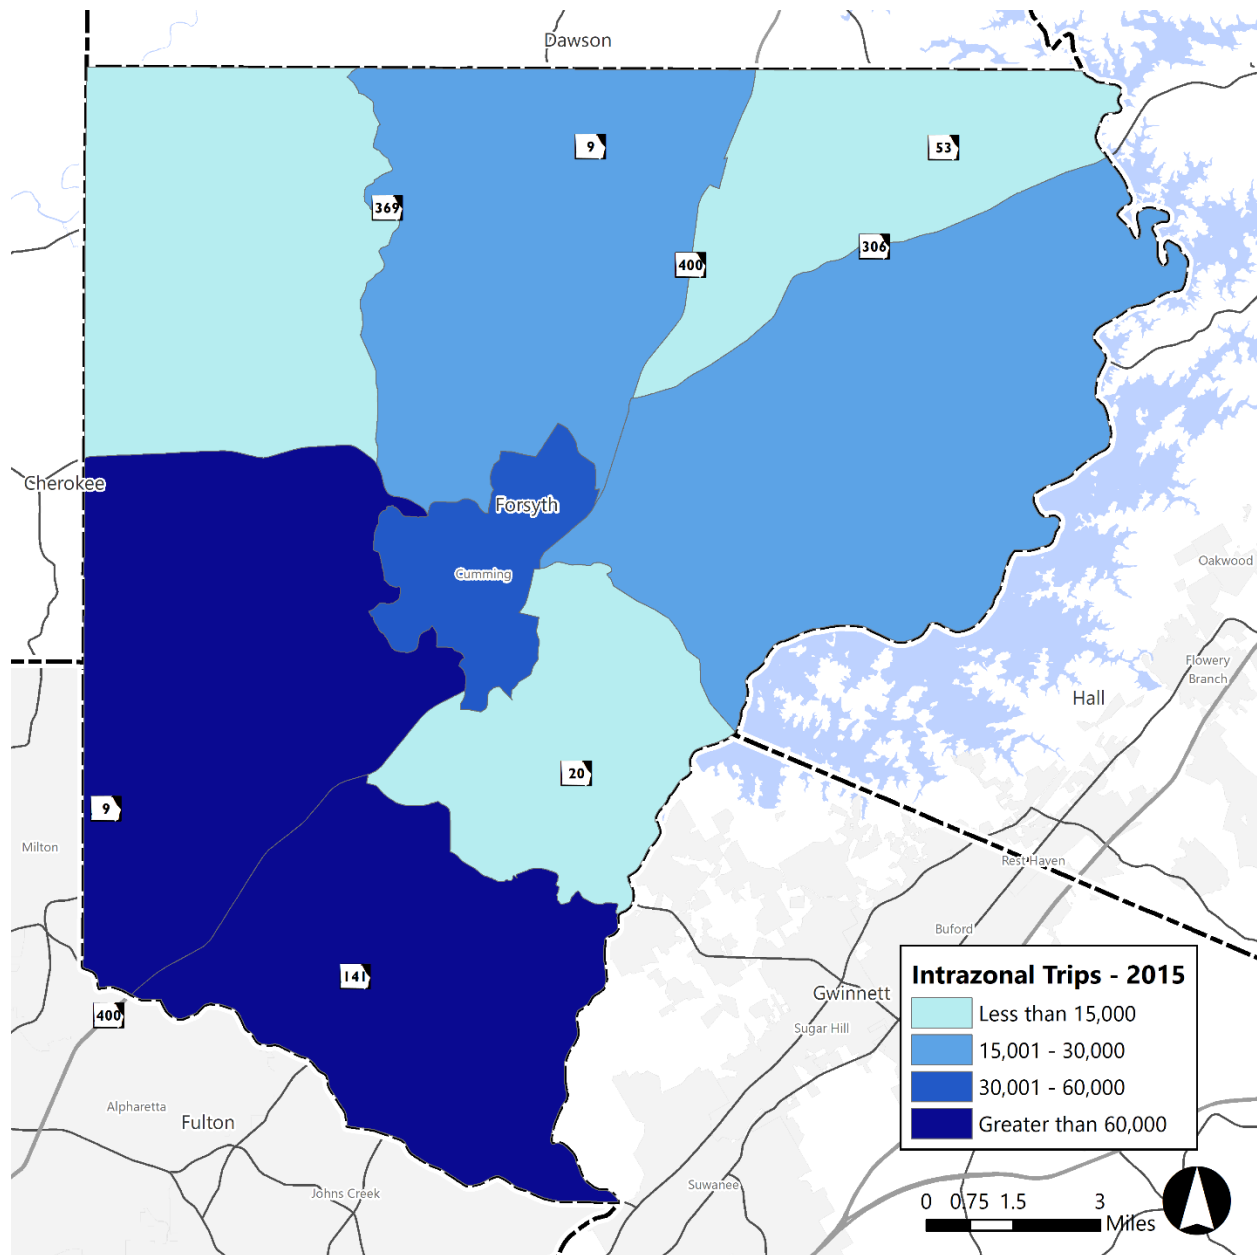 Dawson
9
53
369
306
400
Cherokee
Forsyth
Oakwood
Cumming
Flowery
Branch
Hall
20
9
Milton
Rest Haven
Buford
141
Gwinnett
400
Sugar Hill
Alpharetta
Fulton
Johns Creek
Suwanee
Intrazonal Trips - 2015
Less than 15,000
15,001 - 30,000
30,001 - 60,000
Greater than 60,000
0 0.75 1.5 3
Miles